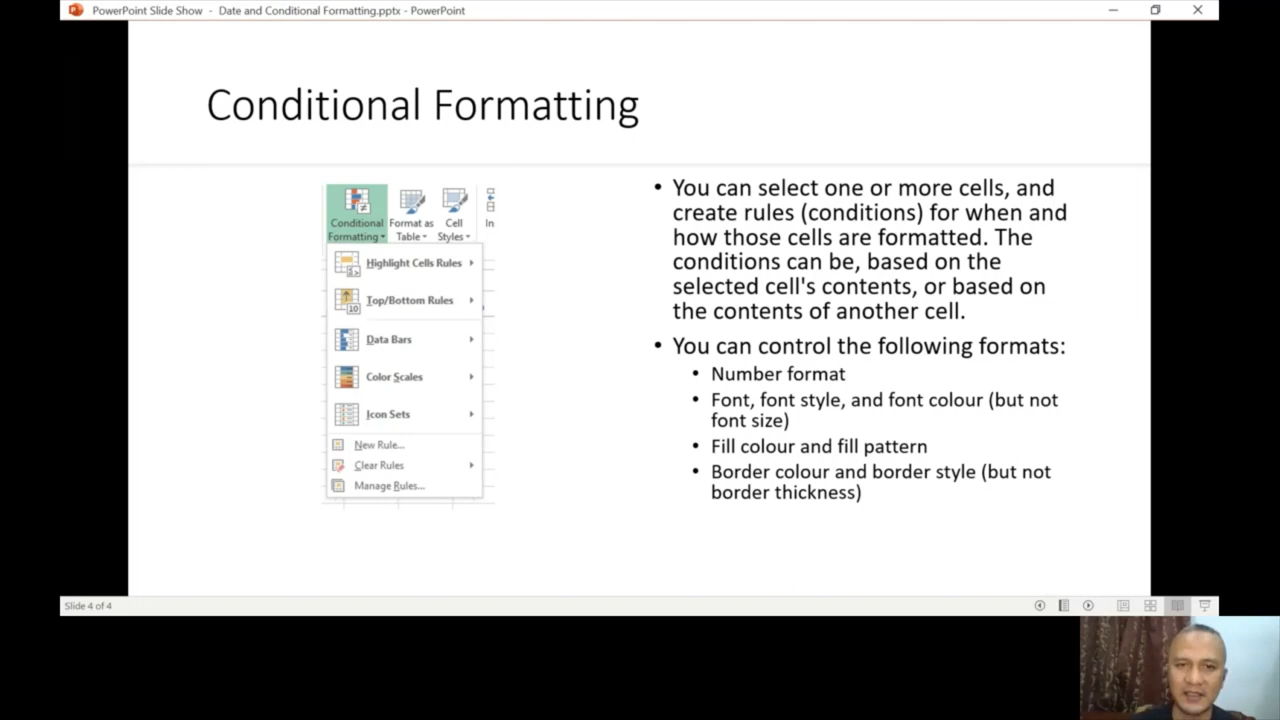 PowerPoint Slide Show - Date and Conditional Formatting.pptx - PowerPoint
Conditional Formatting
Conditional
Formatting
Format as
Table
Cell
Styles
In
Highlight Cells Rules
Top/Bottom Rules
10
Data Bars
Color Scales
Icon Sets
New Rule...
Clear Rules
Manage Rules...
• You can select one or more cells, and
create rules (conditions) for when and
how those cells are formatted. The
conditions can be, based on the
selected cell's contents, or based on
the contents of another cell.
• You can control the following formats:
• Number format
• Font, font style, and font colour (but not
font size)
• Fill colour and fill pattern
• Border colour and border style (but not
border thickness)
Slide 4 of 4